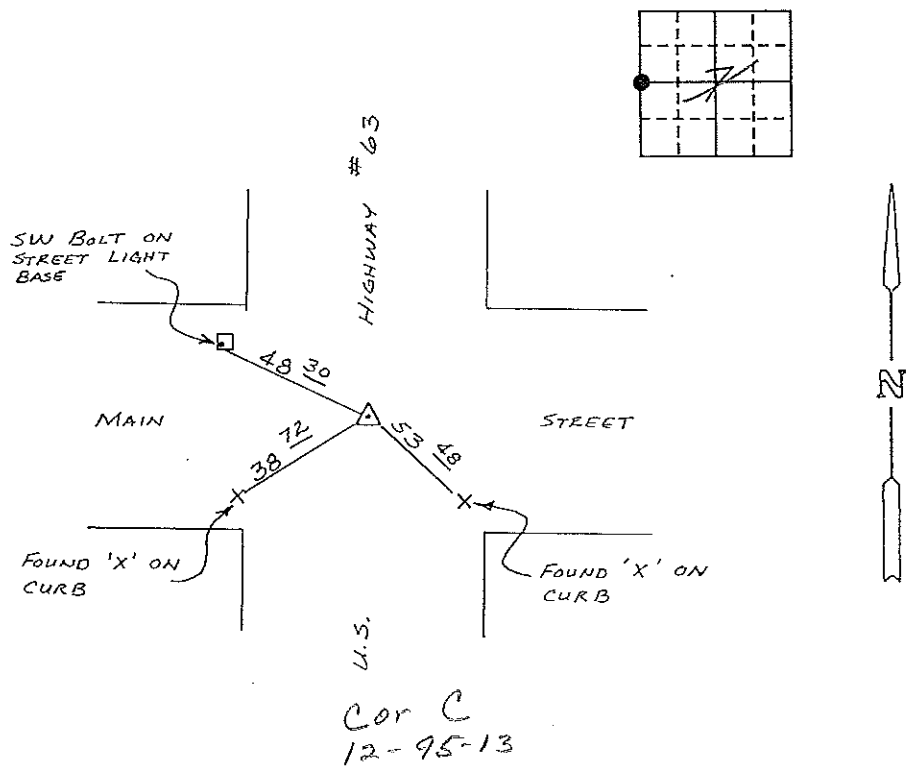 HIGHWAY #63
SW BOLT ON
STREET LIGHT
BASE
48 30
MAIN
STREET
38 72
53 48
N
FOUND 'X' ON
CURB
FOUND 'X' ON
CURB
U.S.
Cor C
12-95-13